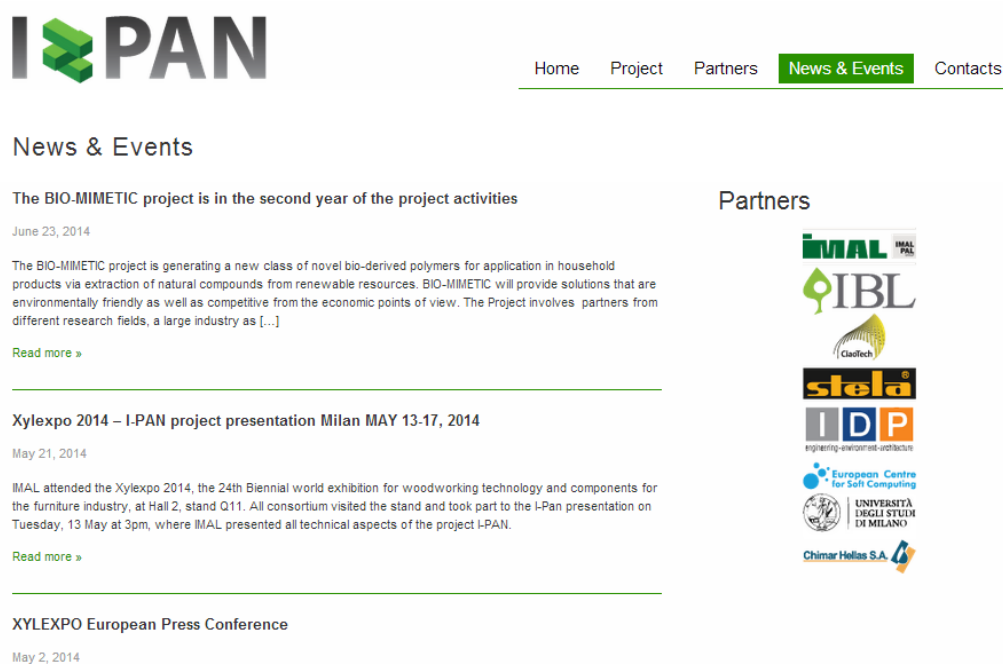 I PAN
Home Project Partners News & Events Contacts
News & Events
The BIO-MIMETIC project is in the second year of the project activities
June 23, 2014
The BIO-MIMETIC project is generating a new class of novel bio-derived polymers for application in household
products via extraction of natural compounds from renewable resources. BIO-MIMETIC will provide solutions that are
environmentally friendly as well as competitive from the economic points of view. The Project involves partners from
different research fields, a large industry as [...]
Read more »
Xylexpo 2014 – I-PAN project presentation Milan MAY 13-17, 2014
May 21, 2014
IMAL attended the Xylexpo 2014, the 24th Biennial world exhibition for woodworking technology and components for
the furniture industry, at Hall 2, stand Q11. All consortium visited the stand and took part to the I-Pan presentation on
Tuesday, 13 May at 3pm, where IMAL presented all technical aspects of the project I-PAN.
Read more »
XYLEXPO European Press Conference
May 2, 2014
Partners
IMAL IMAL
PAL
IBL
CiaoTech
stela®
IDP
engineering-environment-architecture
European Centre
for Soft Computing
UNIVERSITÀ
DEGLI STUDI
DI MILANO
Chimar Hellas S.A.